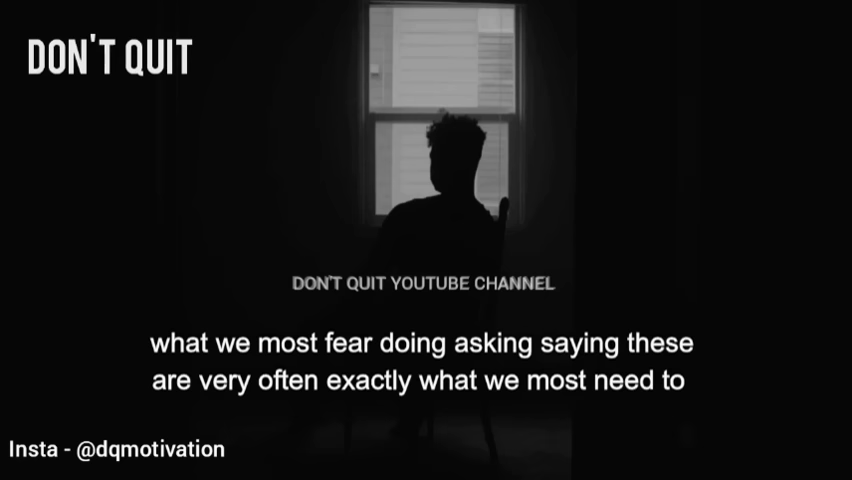 DON'T QUIT
DON'T QUIT YOUTUBE CHANNEL
what we most fear doing asking saying these
are very often exactly what we most need to
Insta - @dqmotivation